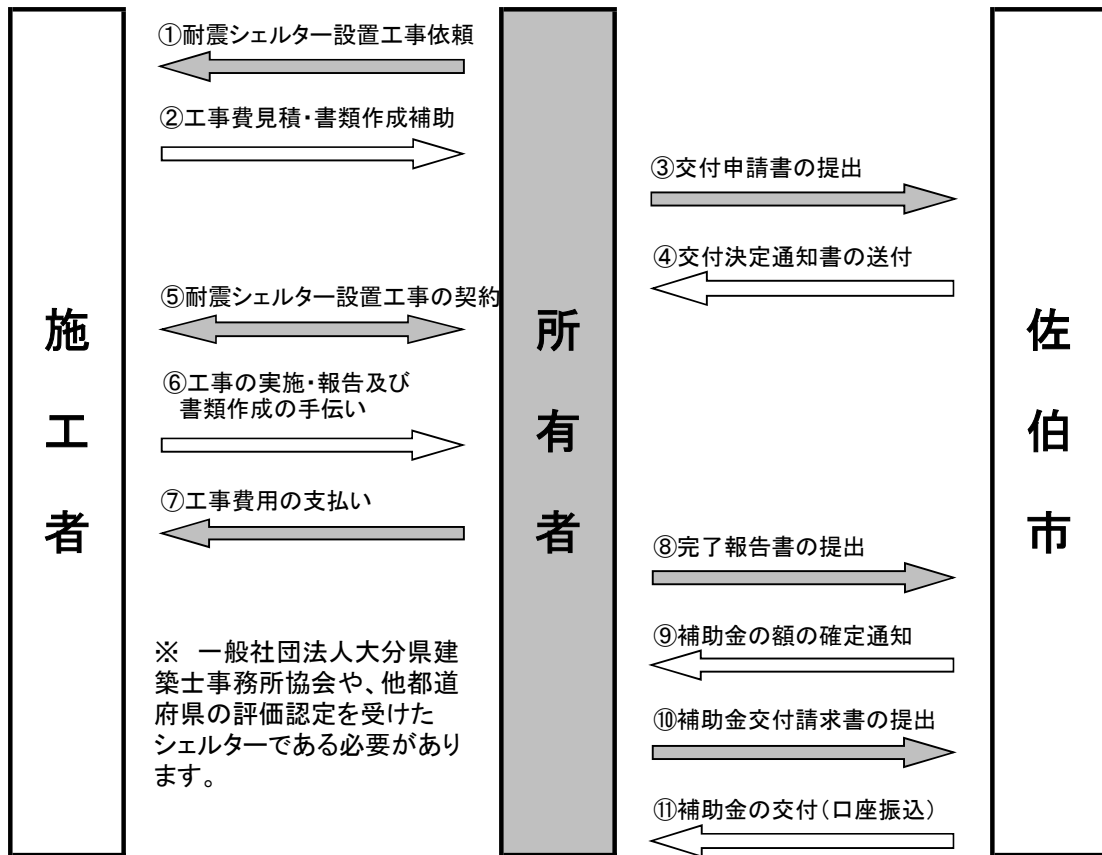 ①耐震シェルター設置工事依頼
②工事費見積・書類作成補助
③交付申請書の提出
④交付決定通知書の送付
⑤耐震シェルター設置工事の契約
施工者
所有者
佐伯市
⑥工事の実施・報告及び
書類作成の手伝い
⑦工事費用の支払い
⑧完了報告書の提出
※　一般社団法人大分県建
築士事務所協会や、他都道
府県の評価認定を受けた
シェルターである必要があり
ます。
⑨補助金の額の確定通知
⑩補助金交付請求書の提出
⑪補助金の交付（口座振込）